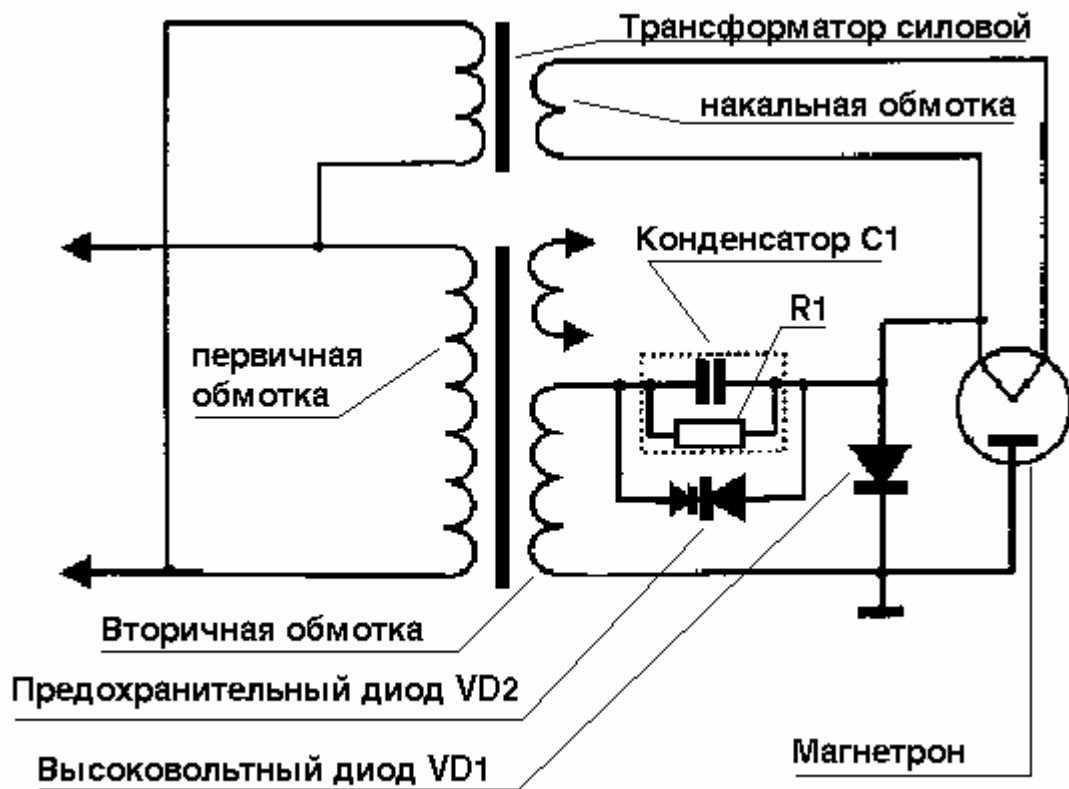 Трансформатор силовой
накальная обмотка
Конденсатор С1
R1
первичная
обмотка
Вторичная обмотка
Предохранительный диод VD2
Высоковольтный диод VD1
Магнетрон